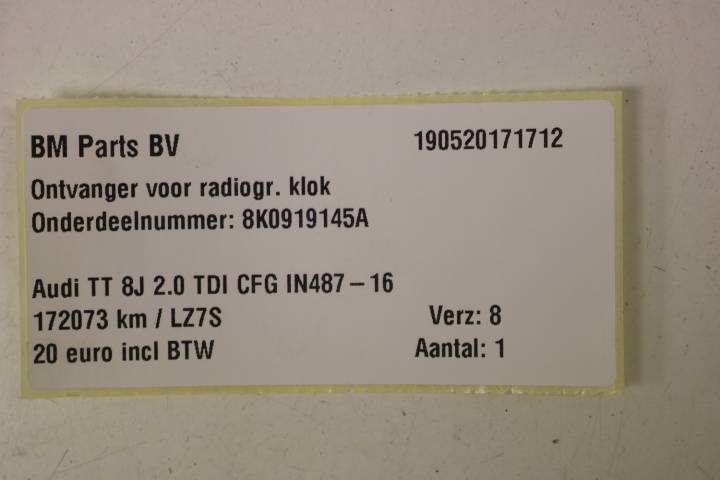 BM Parts BV 190520171712
Ontvanger voor radiogr. klok
Onderdeelnummer: 8K0919145A
Audi TT 8J 2.0 TDI CFG IN487 – 16
172073 km / LZ7S Verz: 8
20 euro incl BTW Aantal: 1